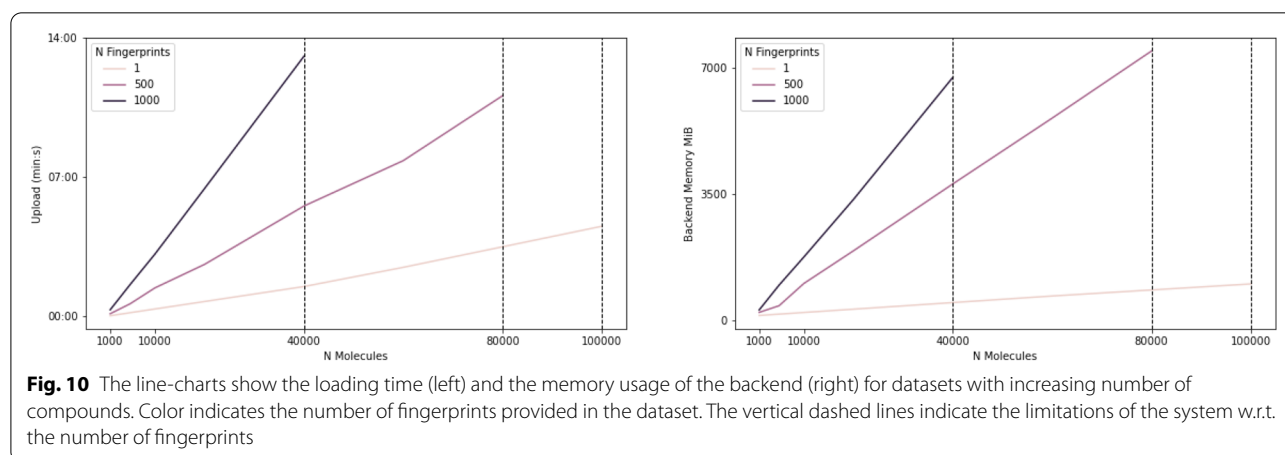 14:00
07:00
00:00
Upload (min:s)
N Fingerprints
1
500
1000
1000
10000
40000
80000
100000
N Molecules
7000
3500
0
Backend Memory MiB
N Fingerprints
1
500
1000
1000
10000
40000
80000
100000
N Molecules
Fig. 10 The line-charts show the loading time (left) and the memory usage of the backend (right) for datasets with increasing number of
compounds. Color indicates the number of fingerprints provided in the dataset. The vertical dashed lines indicate the limitations of the system w.r.t.
the number of fingerprints